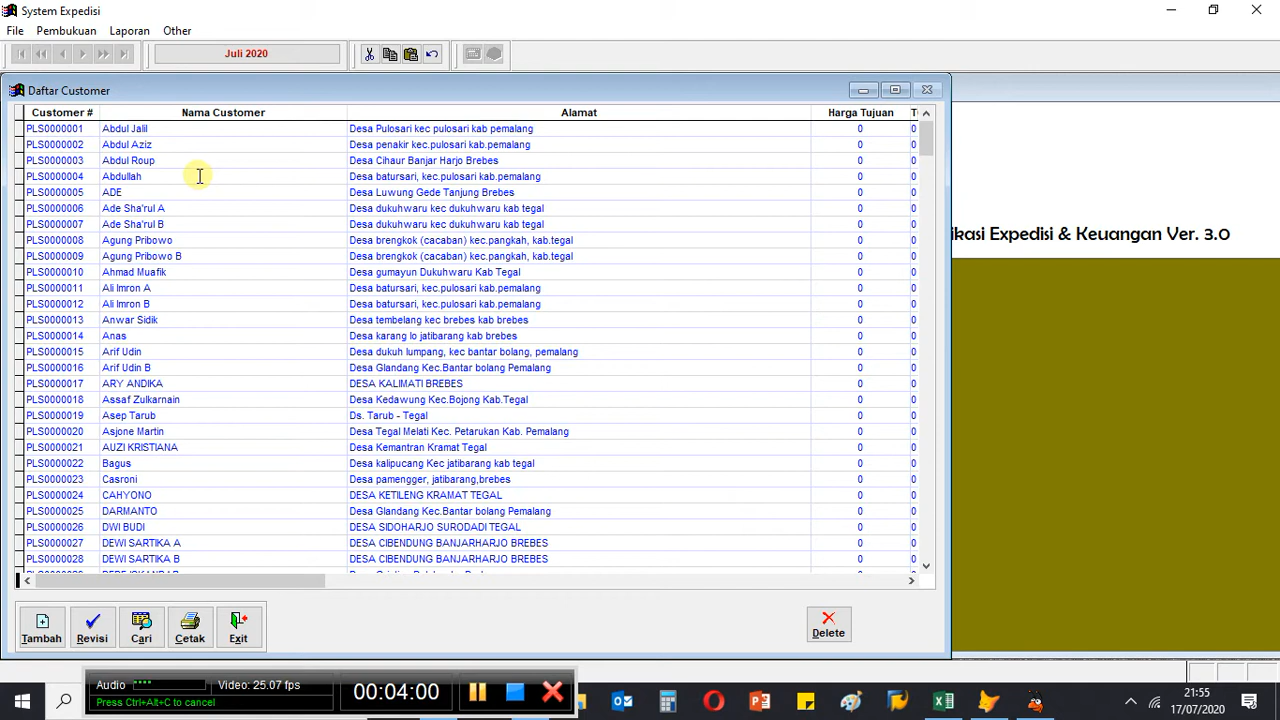 System Expedisi
File Pembukuan Laporan Other
Juli 2020
Daftar Customer
Customer # Nama Customer Alamat Harga Tujuan
PLS0000001 Abdul Jalil Desa Pulosari kec pulosari kab pemalang 0 0
PLS0000002 Abdul Aziz Desa penakir kec.pulosari kab.pemalang 0 0
PLS0000003 Abdul Roup Desa Cihaur Banjar Harjo Brebes 0 0
PLS0000004 Abdullah Desa batursari, kec.pulosari kab.pemalang 0 0
PLS0000005 ADE Desa Luwung Gede Tanjung Brebes 0 0
PLS0000006 Ade Sha'rul A Desa dukuhwaru kec dukuhwaru kab tegal 0 0
PLS0000007 Ade Sha'rul B Desa dukuhwaru kec dukuhwaru kab tegal 0 0
PLS0000008 Agung Pribowo Desa brengkok (cacaban) kec.pangkah, kab.tegal 0 0
PLS0000009 Agung Pribowo B Desa brengkok (cacaban) kec.pangkah, kab.tegal 0 0
PLS0000010 Ahmad Muafik Desa gumayun Dukuhwaru Kab Tegal 0 0
PLS0000011 Ali Imron A Desa batursari, kec.pulosari kab.pemalang 0 0
PLS0000012 Ali Imron B Desa batursari, kec.pulosari kab.pemalang 0 0
PLS0000013 Anwar Sidik Desa tembelang kec brebes kab brebes 0 0
PLS0000014 Anas Desa karang lo jatibarang kab brebes 0 0
PLS0000015 Arif Udin Desa dukuh lumpang, kec bantar bolang, pemalang 0 0
PLS0000016 Arif Udin B Desa Glandang Kec.Bantar bolang Pemalang 0 0
PLS0000017 ARY ANDIKA DESA KALIMATI BREBES 0 0
PLS0000018 Assaf Zulkarnain Desa Kedawung Kec.Bojong Kab.Tegal 0 0
PLS0000019 Asep Tarub Ds. Tarub - Tegal 0 0
PLS0000020 Asjone Martin Desa Tegal Melati Kec. Petarukan Kab. Pemalang 0 0
PLS0000021 AUZI KRISTIANA Desa Kemantran Kramat Tegal 0 0
PLS0000022 Bagus Desa kalipucang Kec jatibarang kab tegal 0 0
PLS0000023 Casroni Desa pamengger, jatibarang,brebes 0 0
PLS0000024 CAHYONO DESA KETILENG KRAMAT TEGAL 0 0
PLS0000025 DARMANTO Desa Glandang Kec.Bantar bolang Pemalang 0 0
PLS0000026 DWI BUDI DESA SIDOHARJO SURODADI TEGAL 0 0
PLS0000027 DEWI SARTIKA A DESA CIBENDUNG BANJARHARJO BREBES 0 0
PLS0000028 DEWI SARTIKA B DESA CIBENDUNG BANJARHARJO BREBES 0 0
Tambah Revisi Cari Cetak Exit Delete
ikasi Expedisi & Keuangan Ver. 3.0
Audio Video: 25.07 fps
Press Ctrl+Alt+C to cancel
00:04:00
21:55
17/07/2020